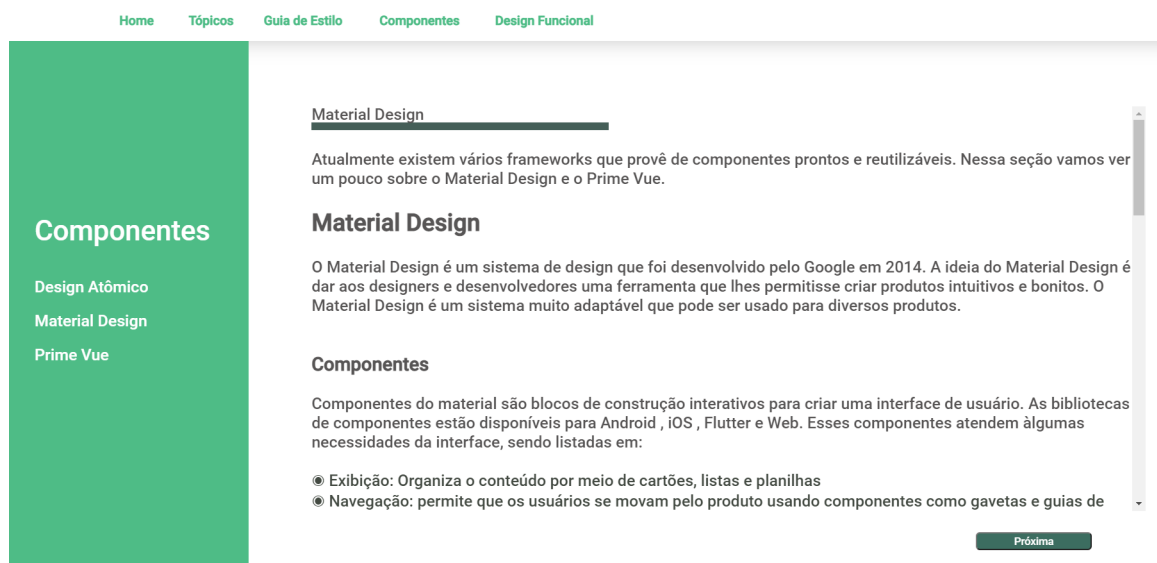 Home Tópicos Guia de Estilo Componentes Design Funcional
Componentes
Design Atômico
Material Design
Prime Vue
Material Design
Atualmente existem vários frameworks que provê de componentes prontos e reutilizáveis. Nessa seção vamos ver
um pouco sobre o Material Design e o Prime Vue.
Material Design
O Material Design é um sistema de design que foi desenvolvido pelo Google em 2014. A ideia do Material Design é
dar aos designers e desenvolvedores uma ferramenta que lhes permitisse criar produtos intuitivos e bonitos. O
Material Design é um sistema muito adaptável que pode ser usado para diversos produtos.
Componentes
Componentes do material são blocos de construção interativos para criar uma interface de usuário. As bibliotecas
de componentes estão disponíveis para Android , iOS , Flutter e Web. Esses componentes atendem àlgumas
necessidades da interface, sendo listadas em:
◉ Exibição: Organiza o conteúdo por meio de cartões, listas e planilhas
◉ Navegação: permite que os usuários se movam pelo produto usando componentes como gavetas e guias de
Próxima